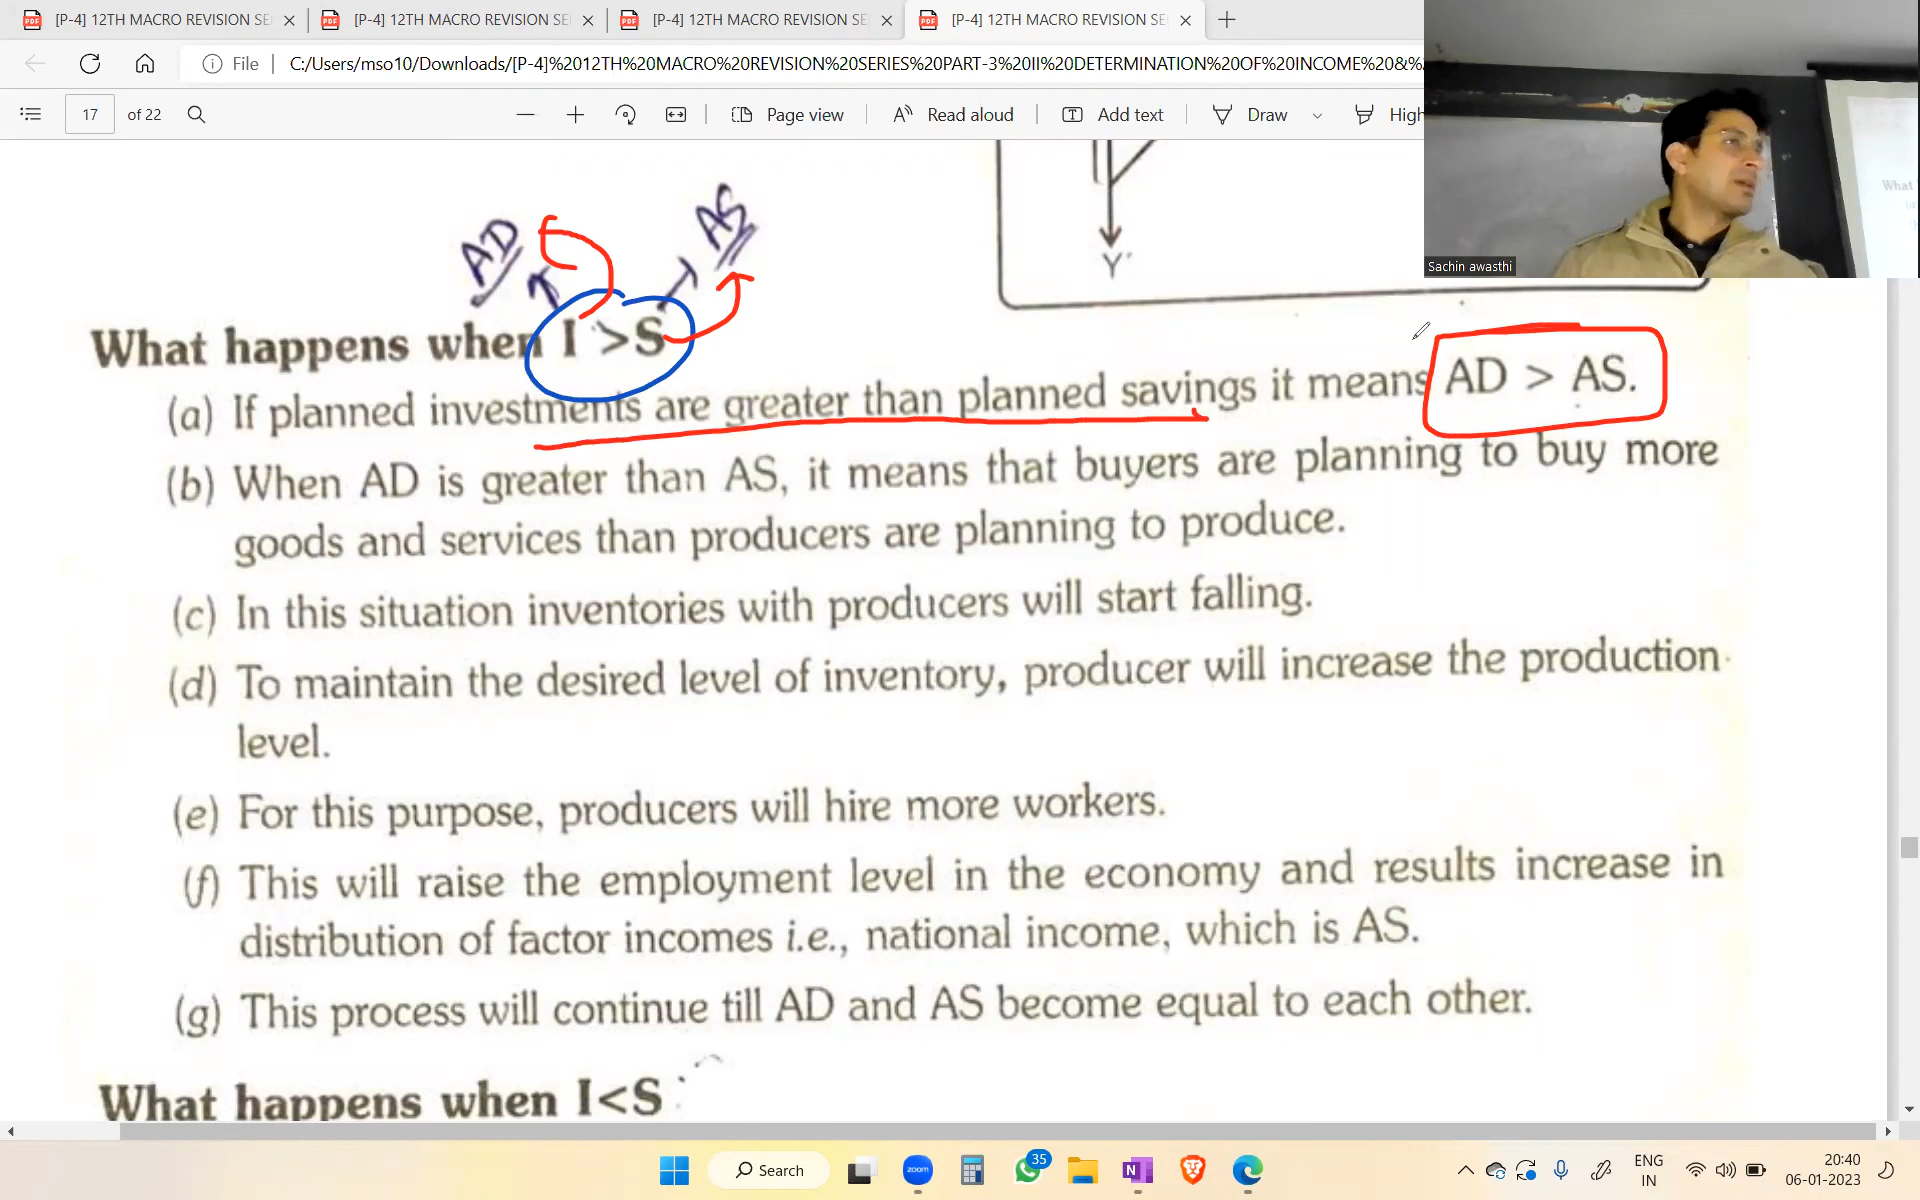 [P-4] 12TH MACRO REVISION SE
[P-4] 12TH MACRO REVISION SE
[P-4] 12TH MACRO REVISION SE
[P-4] 12TH MACRO REVISION SE
File
C:/Users/mso10/Downloads/[P-4]%2012TH%20MACRO%20REVISION%20SERIES%20PART-3%20II%20DETERMINATION%20OF%20INCOME%20&%
17 of 22
Page view
Read aloud
Add text
Draw
High
What
Sachin awasthi
Y'
AD
AS
What happens when I > S
(a) If planned investments are greater than planned savings it means AD > AS.
(b) When AD is greater than AS, it means that buyers are planning to buy more
goods and services than producers are planning to produce.
(c) In this situation inventories with producers will start falling.
(d) To maintain the desired level of inventory, producer will increase the production
level.
(e) For this purpose, producers will hire more workers.
(f) This will raise the employment level in the economy and results increase in
distribution of factor incomes i.e., national income, which is AS.
(g) This process will continue till AD and AS become equal to each other.
What happens when I<S
Search
zoom
35
N
ENG
IN
20:40
06-01-2023